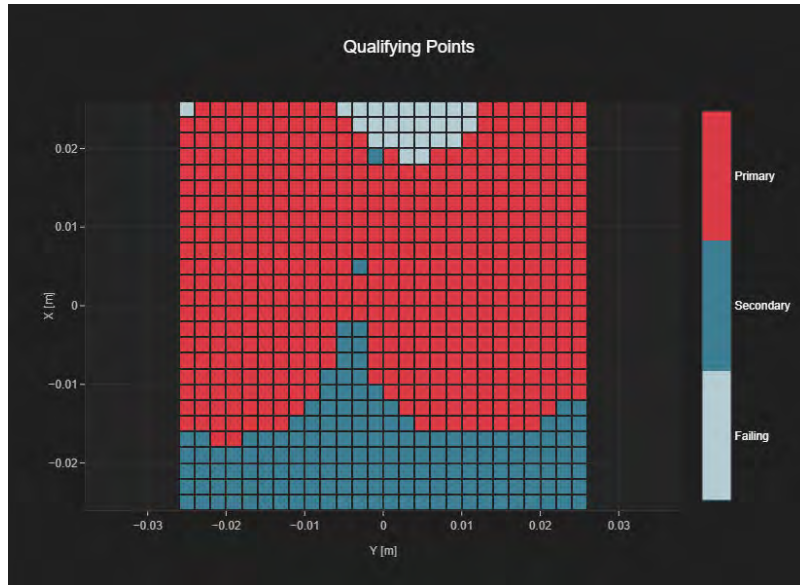 Qualifying Points
0.02
0.01
0
−0.01
−0.02
X [m]
−0.03
−0.02
−0.01
0
0.01
0.02
0.03
Y [m]
Primary
Secondary
Failing